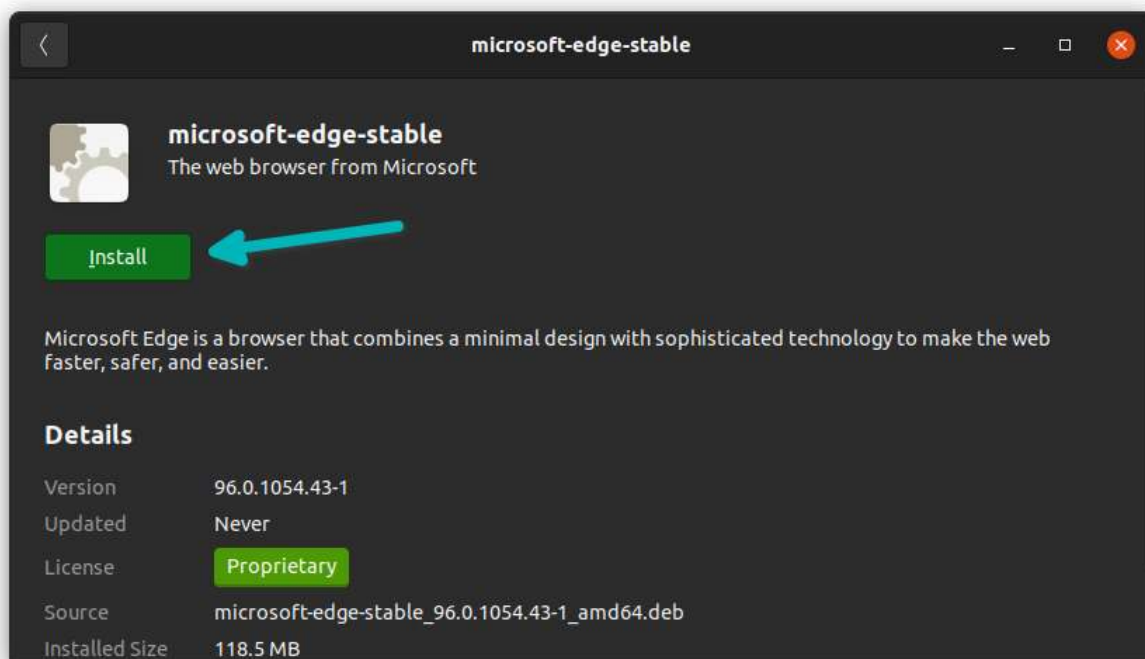 microsoft-edge-stable
microsoft-edge-stable
The web browser from Microsoft
Install
Microsoft Edge is a browser that combines a minimal design with sophisticated technology to make the web
faster, safer, and easier.
Details
Version 96.0.1054.43-1
Updated Never
License Proprietary
Source microsoft-edge-stable_96.0.1054.43-1_amd64.deb
Installed Size 118.5 MB